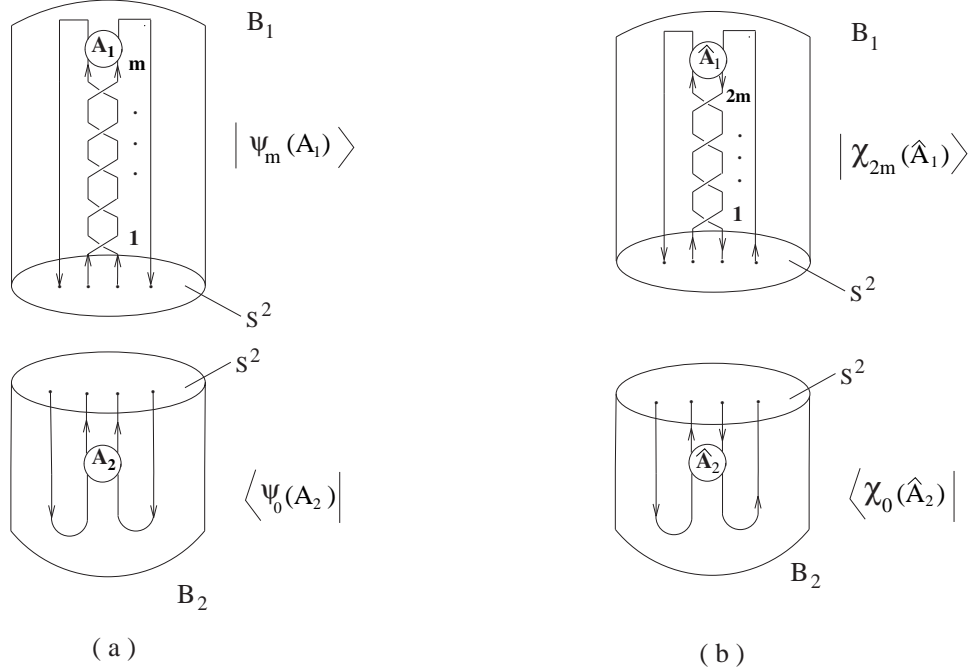 B₁
A₁
m
1
| ψₘ (A₁) ⟩
S²
S²
A₂
⟨ ψ₀ (A₂) |
B₂
( a )
B₁
Â₁
2m
1
| χ₂ₘ (Â₁) ⟩
S²
S²
Â₂
⟨ χ₀ (Â₂) |
B₂
( b )